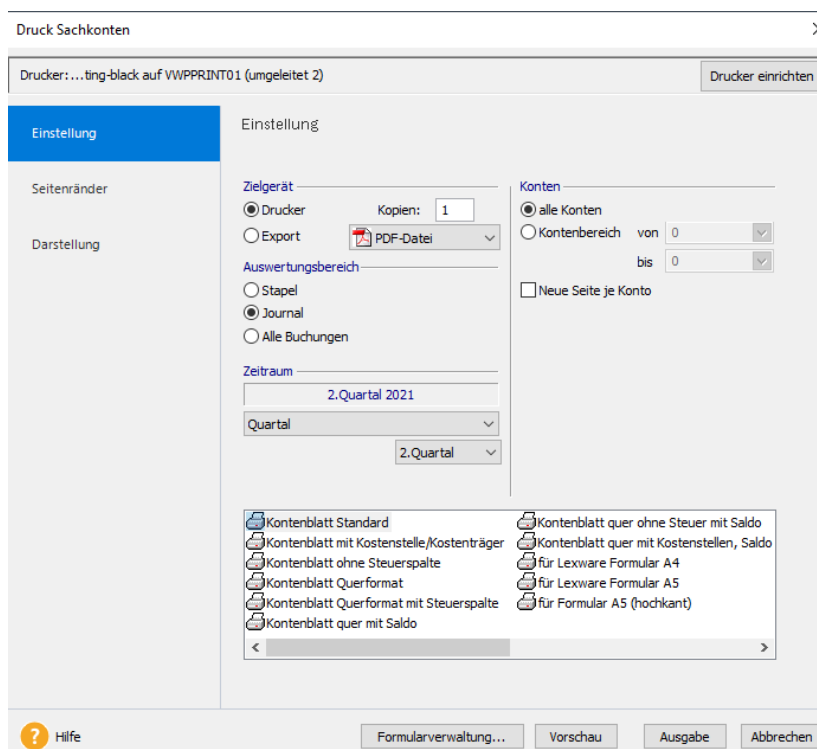 Druck Sachkonten
Drucker:...ting-black auf VWPPRINT01 (umgeleitet 2)
Drucker einrichten
Einstellung
Seitenränder
Darstellung
Einstellung
Zielgerät
Drucker
Kopien: 1
Export
PDF-Datei
Auswertungsbereich
Stapel
Journal
Alle Buchungen
Zeitraum
2.Quartal 2021
Quartal
2.Quartal
Konten
alle Konten
Kontenbereich von 0
bis 0
Neue Seite je Konto
Kontenblatt Standard
Kontenblatt mit Kostenstelle/Kostenträger
Kontenblatt ohne Steuerspalte
Kontenblatt Querformat
Kontenblatt Querformat mit Steuerspalte
Kontenblatt quer mit Saldo
Kontenblatt quer ohne Steuer mit Saldo
Kontenblatt quer mit Kostenstellen, Saldo
für Lexware Formular A4
für Lexware Formular A5
für Formular A5 (hochkant)
? Hilfe
Formularverwaltung...
Vorschau
Ausgabe
Abbrechen